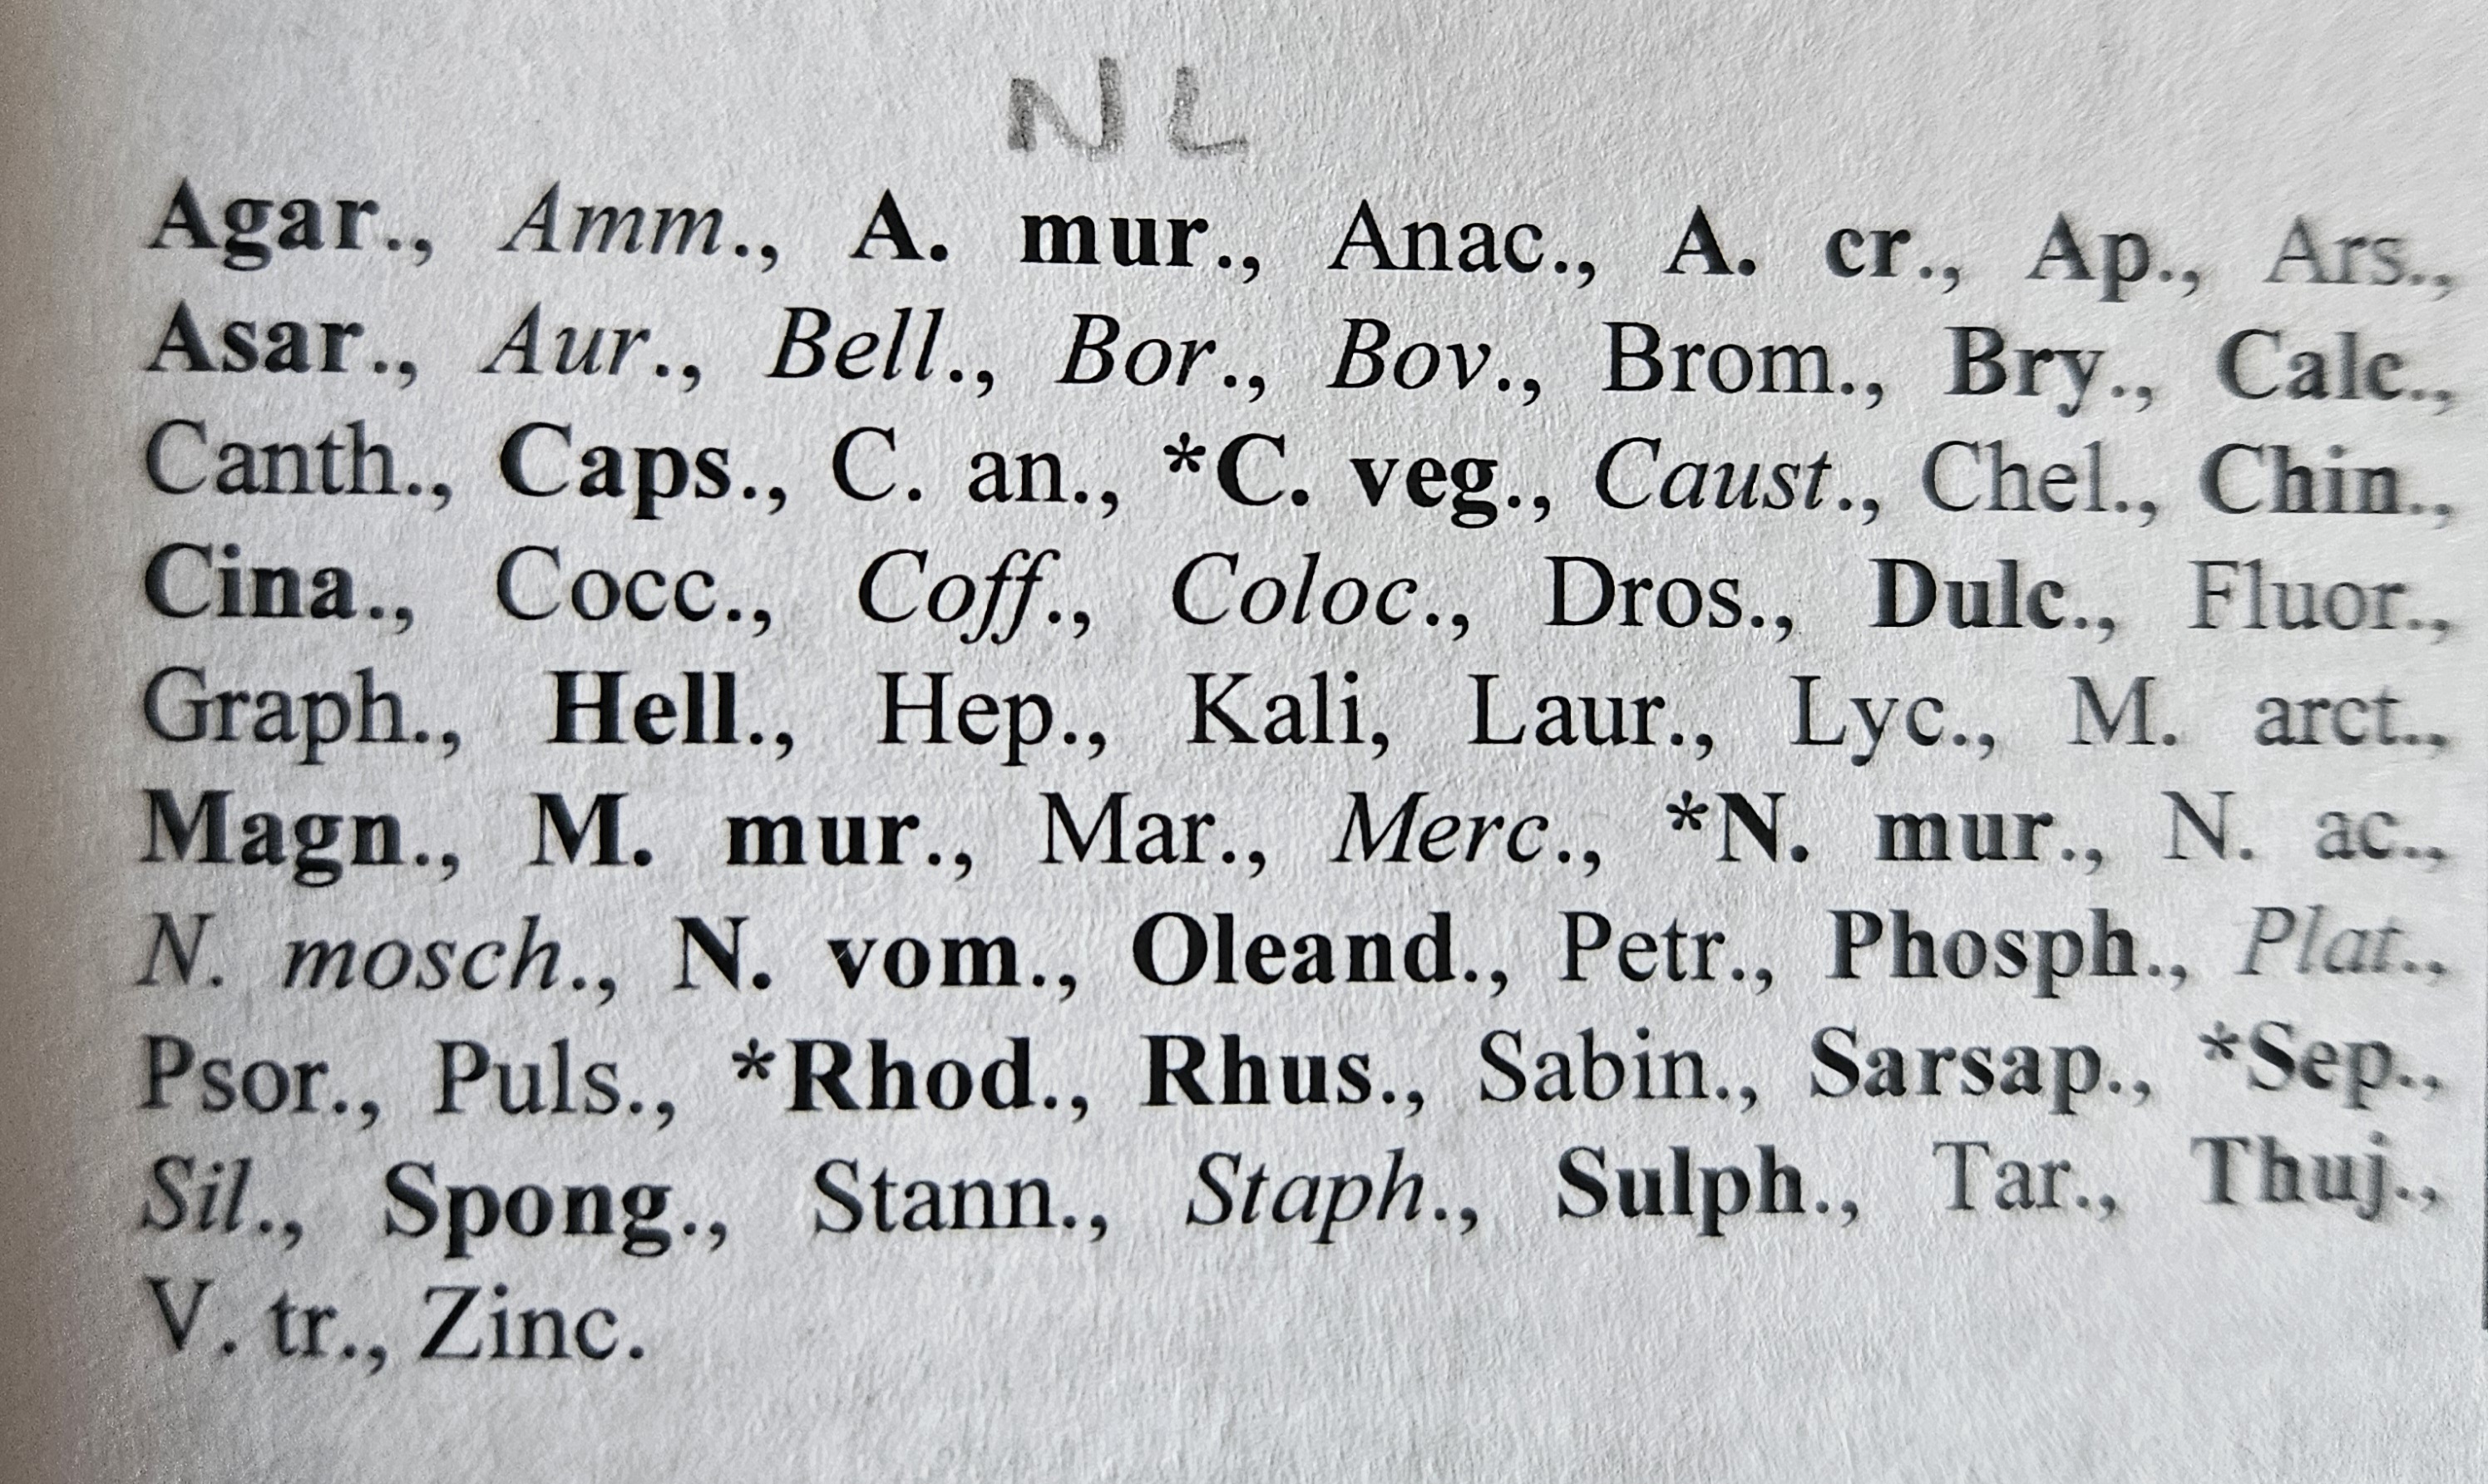 NL
Agar., Amm., A. mur., Anac., A. cr., Ap., Ars.,
Asar., Aur., Bell., Bor., Bov., Brom., Bry., Calc.,
Canth., Caps., C. an., *C. veg., Caust., Chel., Chin.,
Cina., Cocc., Coff., Coloc., Dros., Dulc., Fluor.,
Graph., Hell., Hep., Kali, Laur., Lyc., M. arct.,
Magn., M. mur., Mar., Merc., *N. mur., N. ac.,
N. mosch., N. vom., Oleand., Petr., Phosph., Plat.,
Psor., Puls., *Rhod., Rhus., Sabin., Sarsap., *Sep.,
Sil., Spong., Stann., Staph., Sulph., Tar., Thuj.,
V. tr., Zinc.